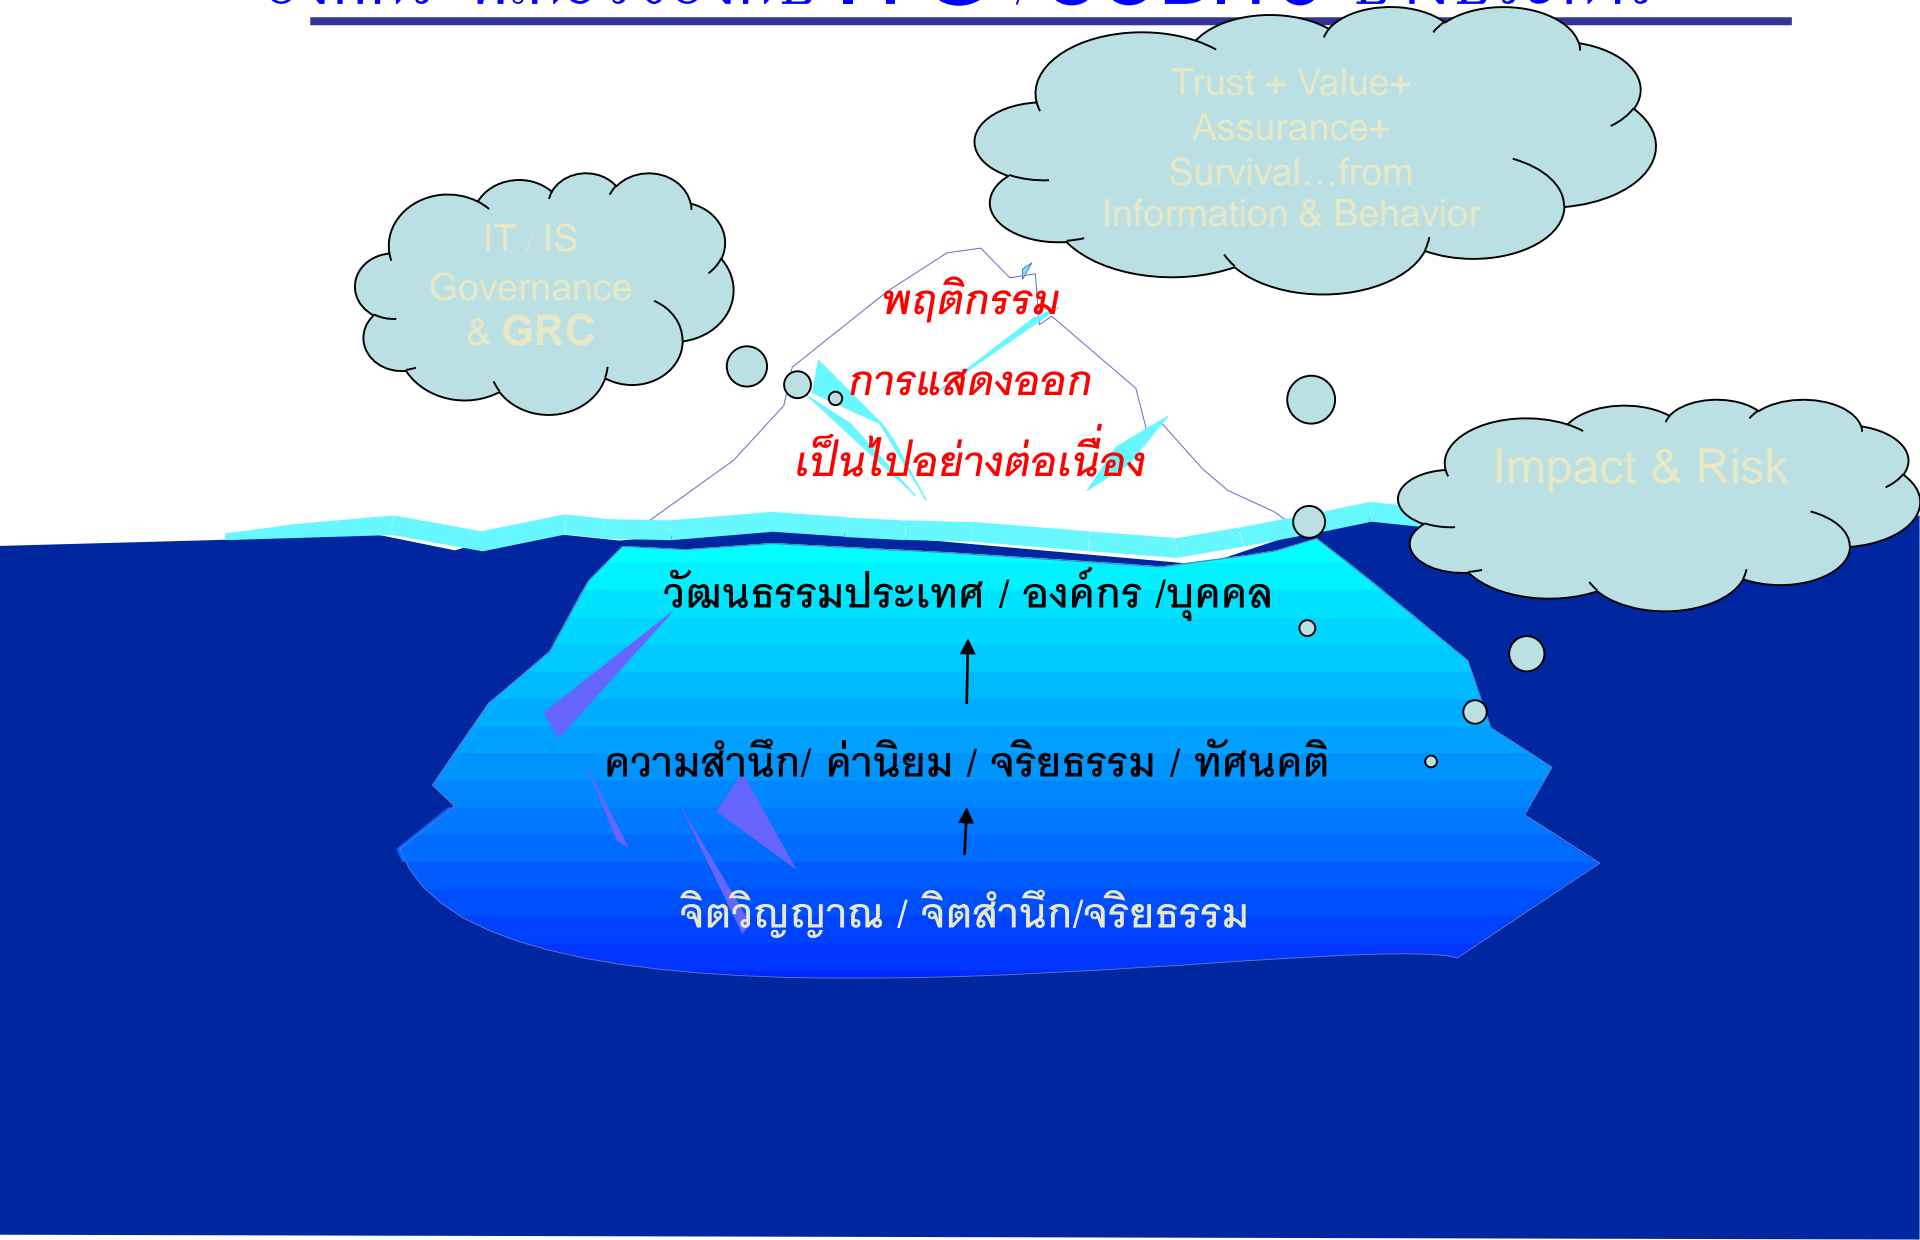 Trust + Value+
Assurance+
Survival...from
Information & Behavior
IT / IS
Governance
& GRC
พฤติกรรม
การแสดงออก
เป็นไปอย่างต่อเนื่อง
Impact & Risk
วัฒนธรรมประเทศ / องค์กร /บุคคล
ความสำนึก/ ค่านิยม / จริยธรรม / ทัศนคติ
จิตวิญญาณ / จิตสำนึก/จริยธรรม